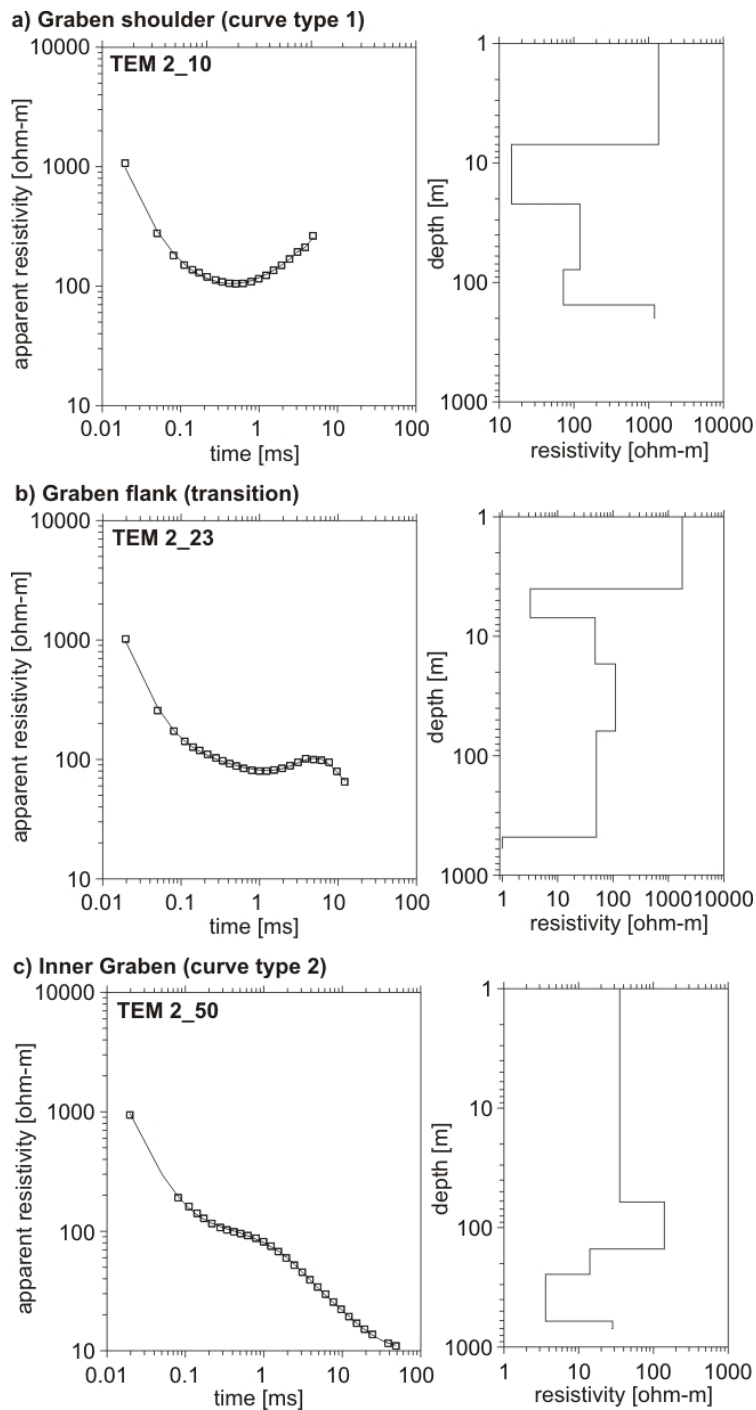 a) Graben shoulder (curve type 1)
TEM 2_10
apparent resistivity [ohm-m]
10000
1000
100
10
0.01 0.1 1 10 100
time [ms]
depth [m]
1
10
100
1000
10 100 1000 10000
resistivity [ohm-m]
b) Graben flank (transition)
TEM 2_23
apparent resistivity [ohm-m]
10000
1000
100
10
0.01 0.1 1 10 100
time [ms]
depth [m]
1
10
100
1000
1 10 100 1000 10000
resistivity [ohm-m]
c) Inner Graben (curve type 2)
TEM 2_50
apparent resistivity [ohm-m]
10000
1000
100
10
0.01 0.1 1 10 100
time [ms]
depth [m]
1
10
100
1000
1 10 100 1000
resistivity [ohm-m]